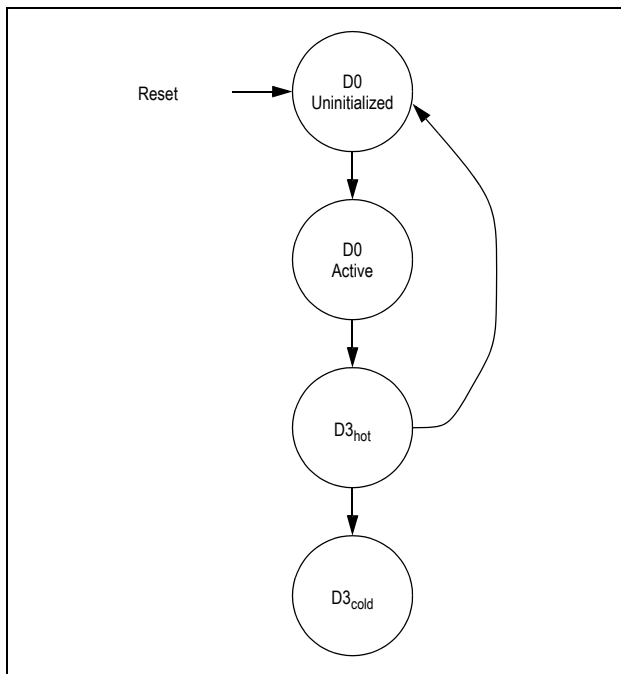 Reset
D0
Uninitialized
D0
Active
D3hot
D3cold